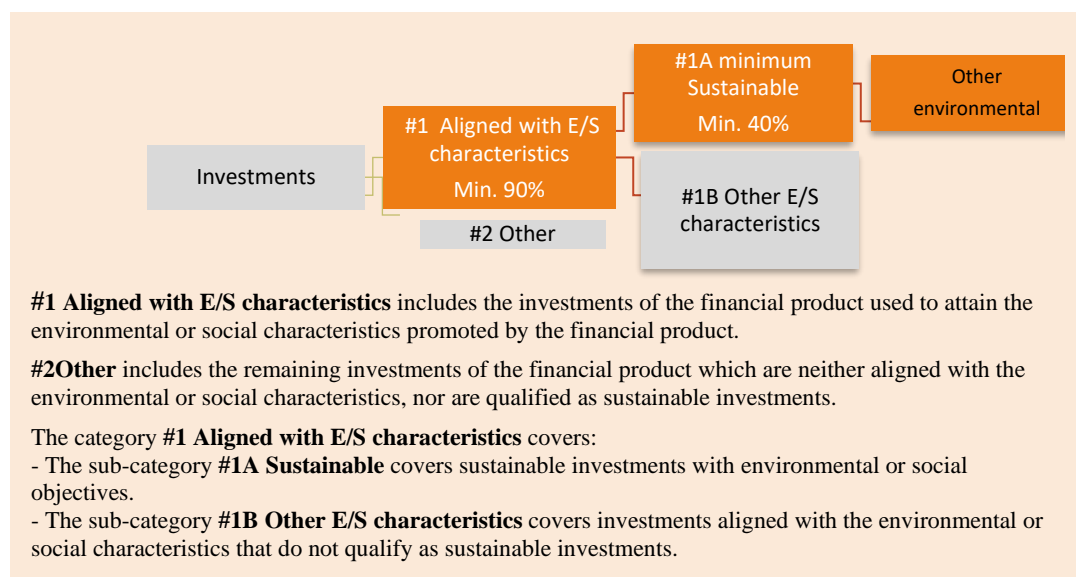 #1A minimum
Sustainable
Min. 40%
Other
environmental
#1 Aligned with E/S
characteristics
Min. 90%
Investments
#1B Other E/S
characteristics
#2 Other
#1 Aligned with E/S characteristics includes the investments of the financial product used to attain the
environmental or social characteristics promoted by the financial product.
#2Other includes the remaining investments of the financial product which are neither aligned with the
environmental or social characteristics, nor are qualified as sustainable investments.
The category #1 Aligned with E/S characteristics covers:
- The sub-category #1A Sustainable covers sustainable investments with environmental or social
objectives.
- The sub-category #1B Other E/S characteristics covers investments aligned with the environmental or
social characteristics that do not qualify as sustainable investments.